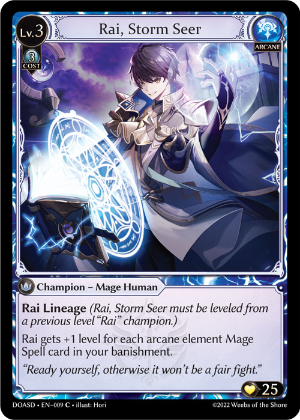 Lv.3
Rai, Storm Seer
ARCANE
3
COST
Champion – Mage Human
Rai Lineage (Rai, Storm Seer must be leveled from
a previous level “Rai” champion.)
Rai gets +1 level for each arcane element Mage
Spell card in your banishment.
“Ready yourself, otherwise it won’t be a fair fight.”
25
DOASD • EN-009 C • illust: Hori
©2022 Weebs of the Shore